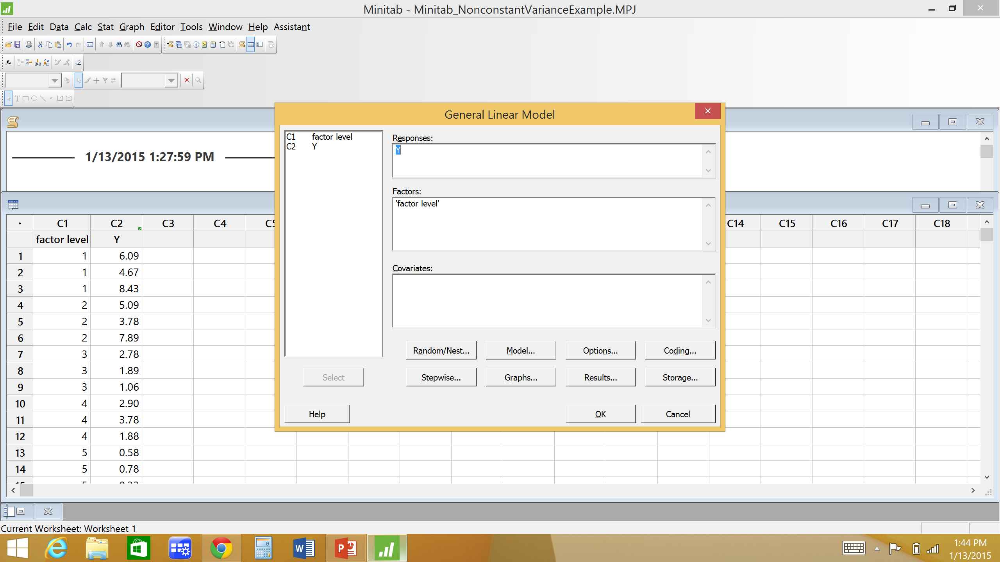 Minitab - Minitab_NonconstantVarianceExample.MPJ
File Edit Data Calc Stat Graph Editor Tools Window Help Assistant
General Linear Model
C1 factor level
C2 Y
Responses:
Y
1/13/2015 1:27:59 PM
Factors:
'factor level'
Covariates:
Random/Nest... Model... Options... Coding...
Select Stepwise... Graphs... Results... Storage...
Help OK Cancel
C1 C2 C3 C4 C14 C15 C16 C17 C18
factor level Y
1 1 6.09
2 1 4.67
3 1 8.43
4 2 5.09
5 2 3.78
6 2 7.89
7 3 2.78
8 3 1.89
9 3 1.06
10 4 2.90
11 4 3.78
12 4 1.88
13 5 0.58
14 5 0.78
Current Worksheet: Worksheet 1
1:44 PM
1/13/2015